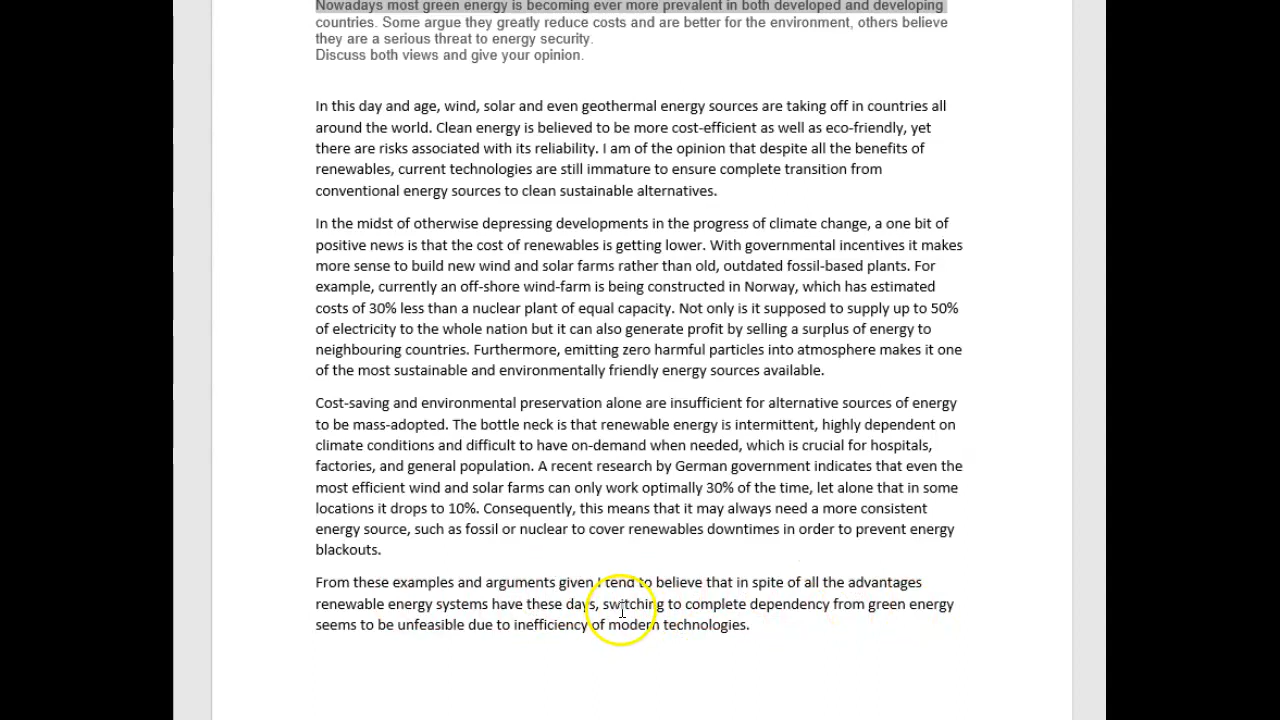 Nowadays most green energy is becoming ever more prevalent in both developed and developing
countries. Some argue they greatly reduce costs and are better for the environment, others believe
they are a serious threat to energy security.
Discuss both views and give your opinion.
In this day and age, wind, solar and even geothermal energy sources are taking off in countries all
around the world. Clean energy is believed to be more cost-efficient as well as eco-friendly, yet
there are risks associated with its reliability. I am of the opinion that despite all the benefits of
renewables, current technologies are still immature to ensure complete transition from
conventional energy sources to clean sustainable alternatives.
In the midst of otherwise depressing developments in the progress of climate change, a one bit of
positive news is that the cost of renewables is getting lower. With governmental incentives it makes
more sense to build new wind and solar farms rather than old, outdated fossil-based plants. For
example, currently an off-shore wind-farm is being constructed in Norway, which has estimated
costs of 30% less than a nuclear plant of equal capacity. Not only is it supposed to supply up to 50%
of electricity to the whole nation but it can also generate profit by selling a surplus of energy to
neighbouring countries. Furthermore, emitting zero harmful particles into atmosphere makes it one
of the most sustainable and environmentally friendly energy sources available.
Cost-saving and environmental preservation alone are insufficient for alternative sources of energy
to be mass-adopted. The bottle neck is that renewable energy is intermittent, highly dependent on
climate conditions and difficult to have on-demand when needed, which is crucial for hospitals,
factories, and general population. A recent research by German government indicates that even the
most efficient wind and solar farms can only work optimally 30% of the time, let alone that in some
locations it drops to 10%. Consequently, this means that it may always need a more consistent
energy source, such as fossil or nuclear to cover renewables downtimes in order to prevent energy
blackouts.
From these examples and arguments given I tend to believe that in spite of all the advantages
renewable energy systems have these days, switching to complete dependency from green energy
seems to be unfeasible due to inefficiency of modern technologies.